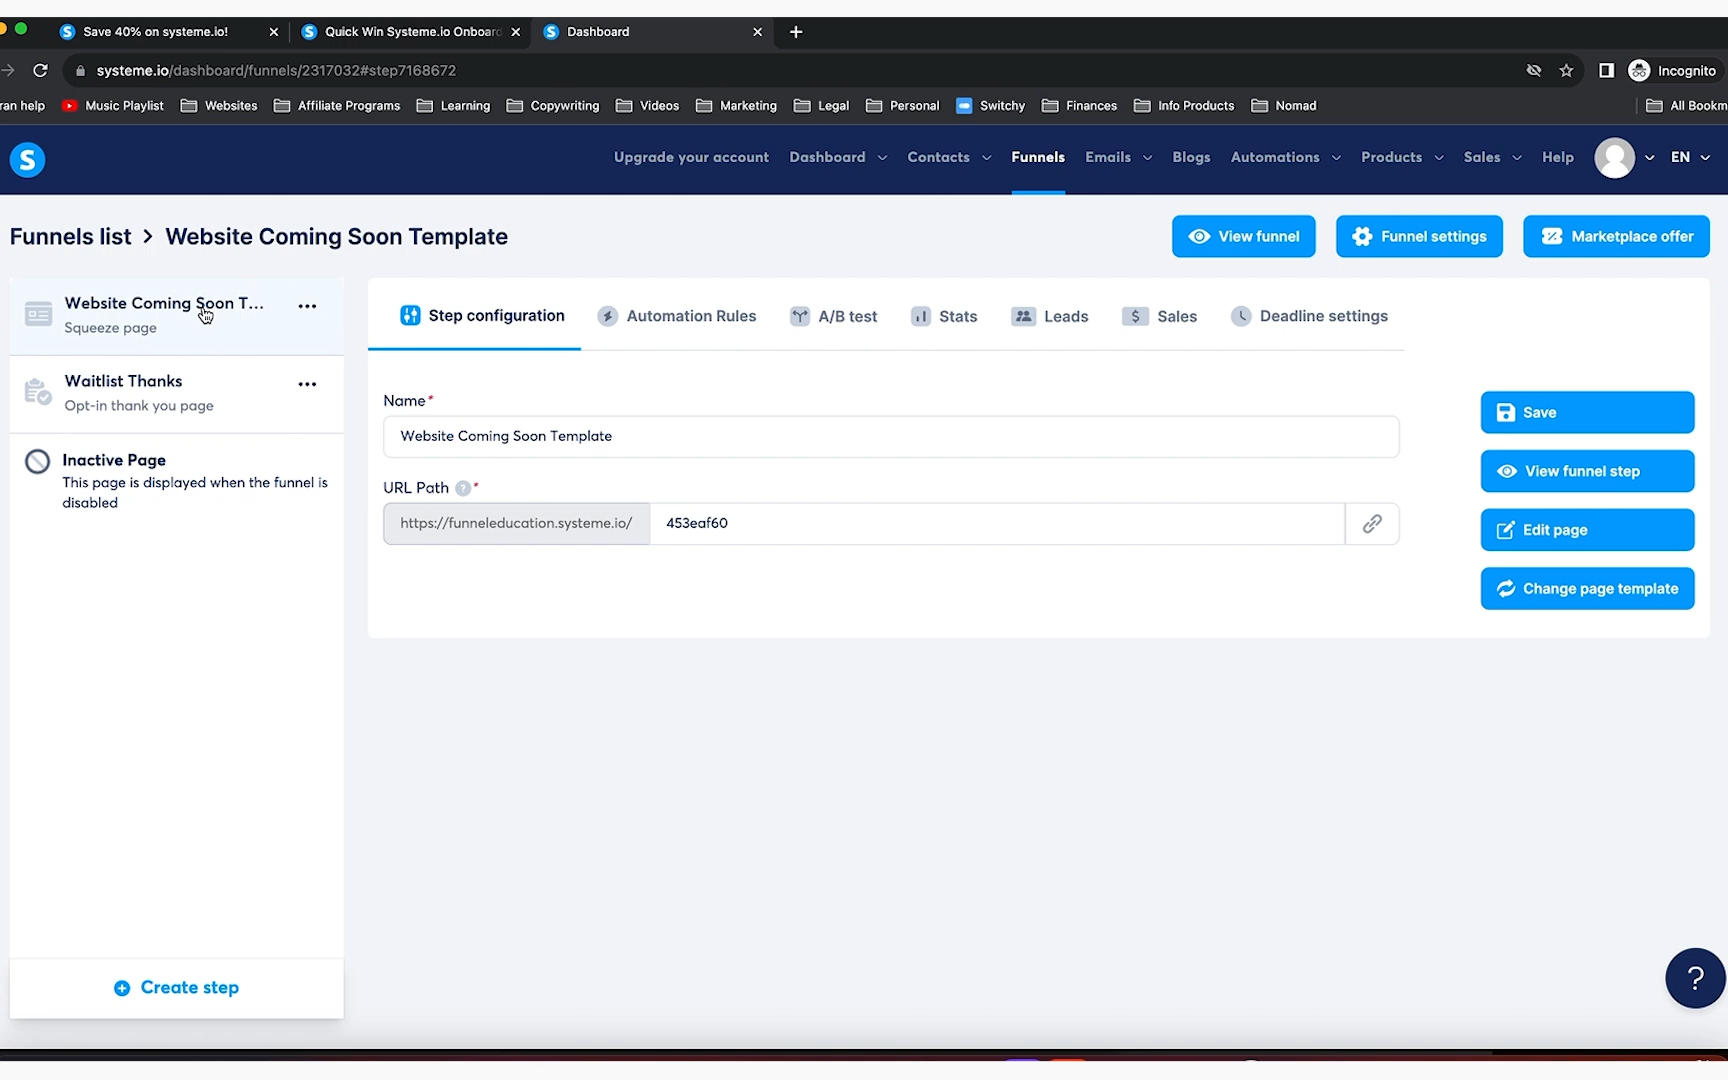 Save 40% on systeme.io!
Quick Win Systeme.io Onboar
Dashboard
systeme.io/dashboard/funnels/2317032#step7168672
Incognito
ran help
Music Playlist
Websites
Affiliate Programs
Learning
Copywriting
Videos
Marketing
Legal
Personal
Switchy
Finances
Info Products
Nomad
All Bookm
S
Upgrade your account
Dashboard
Contacts
Funnels
Emails
Blogs
Automations
Products
Sales
Help
EN
Funnels list > Website Coming Soon Template
View funnel
Funnel settings
Marketplace offer
Website Coming Soon T...
Squeeze page
Waitlist Thanks
Opt-in thank you page
Inactive Page
This page is displayed when the funnel is
disabled
Create step
Step configuration
Automation Rules
A/B test
Stats
Leads
Sales
Deadline settings
Name*
Website Coming Soon Template
URL Path ? *
https://funneleducation.systeme.io/
453eaf60
Save
View funnel step
Edit page
Change page template
?